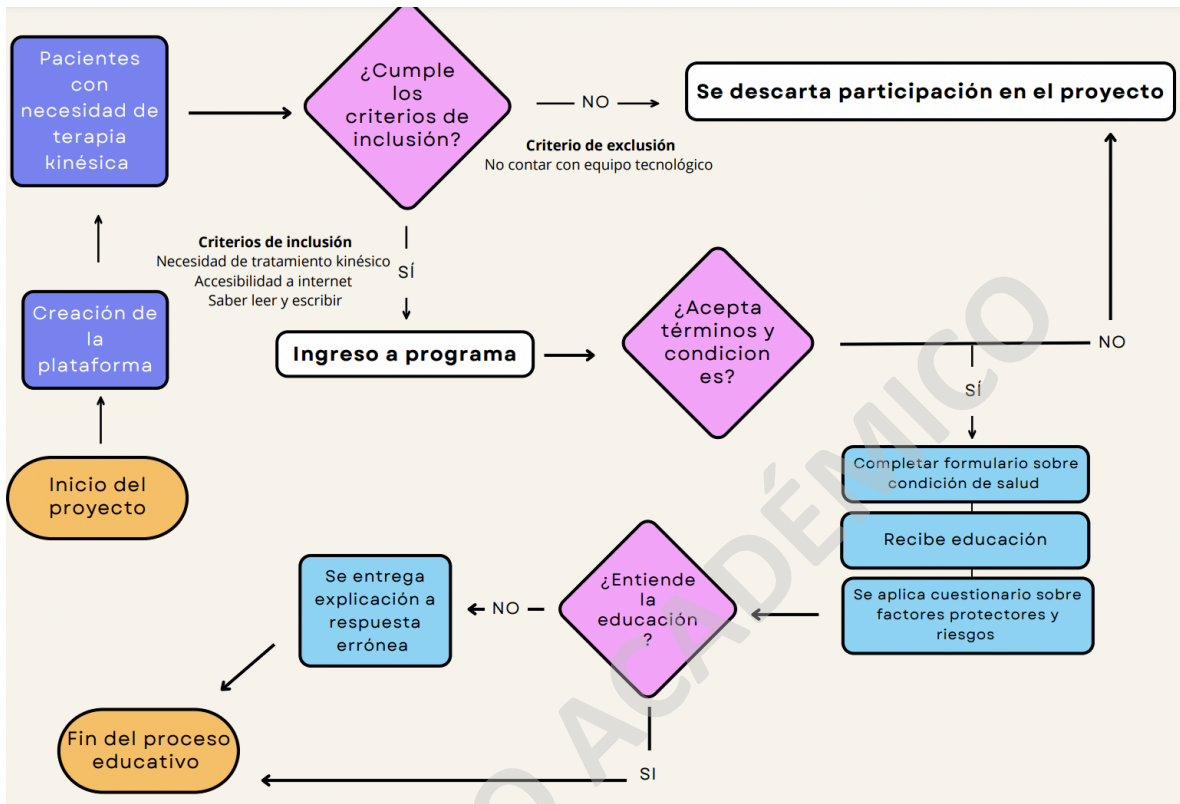 Pacientes
con
necesidad de
terapia
kinésica
¿Cumple
los
criterios de
inclusión?
NO
Se descarta participación en el proyecto
Criterio de exclusión
No contar con equipo tecnológico
Criterios de inclusión
Necesidad de tratamiento kinésico
Accesibilidad a internet
Saber leer y escribir
SÍ
Creación de
la
plataforma
Ingreso a programa
¿Acepta
términos y
condicion
es?
NO
SÍ
Inicio del
proyecto
Completar formulario sobre
condición de salud
Recibe educación
Se aplica cuestionario sobre
factores protectores y
riesgos
¿Entiende
la
educación
?
NO
Se entrega
explicación a
respuesta
errónea
Fin del proceso
educativo
SI
O ACADÉMICO